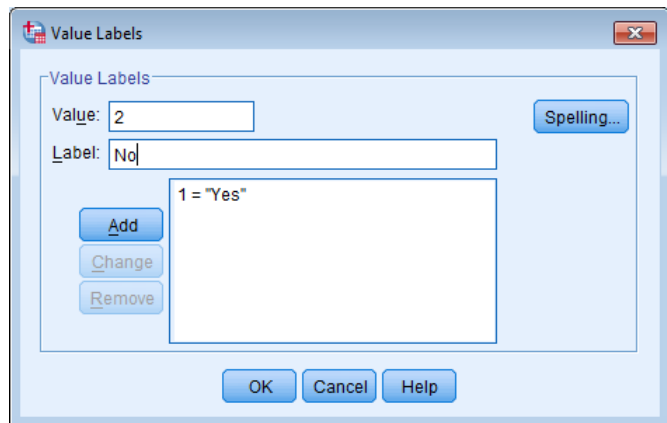 Value Labels
Value Labels
Value: 2
Spelling...
Label: No
1 = "Yes"
Add
Change
Remove
OK Cancel Help